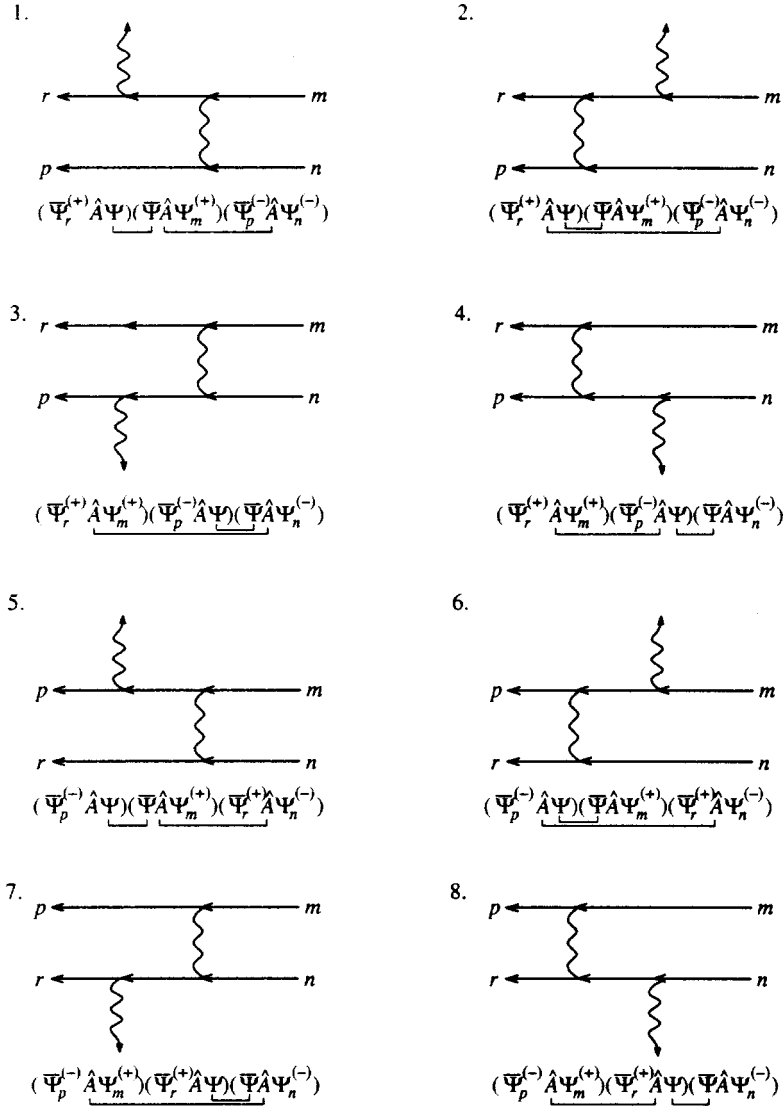 1.
2.
r m
r m
p n
p n
(Ψ̅_r^(+) Â Ψ)(Ψ̅ Â Ψ_m^(+))(Ψ̅_p^(-) Â Ψ_n^(-))
(Ψ̅_r^(+) Â Ψ)(Ψ̅ Â Ψ_m^(+))(Ψ̅_p^(-) Â Ψ_n^(-))
3.
4.
r m
r m
p n
p n
(Ψ̅_r^(+) Â Ψ_m^(+))(Ψ̅_p^(-) Â Ψ)(Ψ̅ Â Ψ_n^(-))
(Ψ̅_r^(+) Â Ψ_m^(+))(Ψ̅_p^(-) Â Ψ)(Ψ̅ Â Ψ_n^(-))
5.
6.
p m
p m
r n
r n
(Ψ̅_p^(-) Â Ψ)(Ψ̅ Â Ψ_m^(+))(Ψ̅_r^(+) Â Ψ_n^(-))
(Ψ̅_p^(-) Â Ψ)(Ψ̅ Â Ψ_m^(+))(Ψ̅_r^(+) Â Ψ_n^(-))
7.
8.
p m
p m
r n
r n
(Ψ̅_p^(-) Â Ψ_m^(+))(Ψ̅_r^(+) Â Ψ)(Ψ̅ Â Ψ_n^(-))
(Ψ̅_p^(-) Â Ψ_m^(+))(Ψ̅_r^(+) Â Ψ)(Ψ̅ Â Ψ_n^(-))